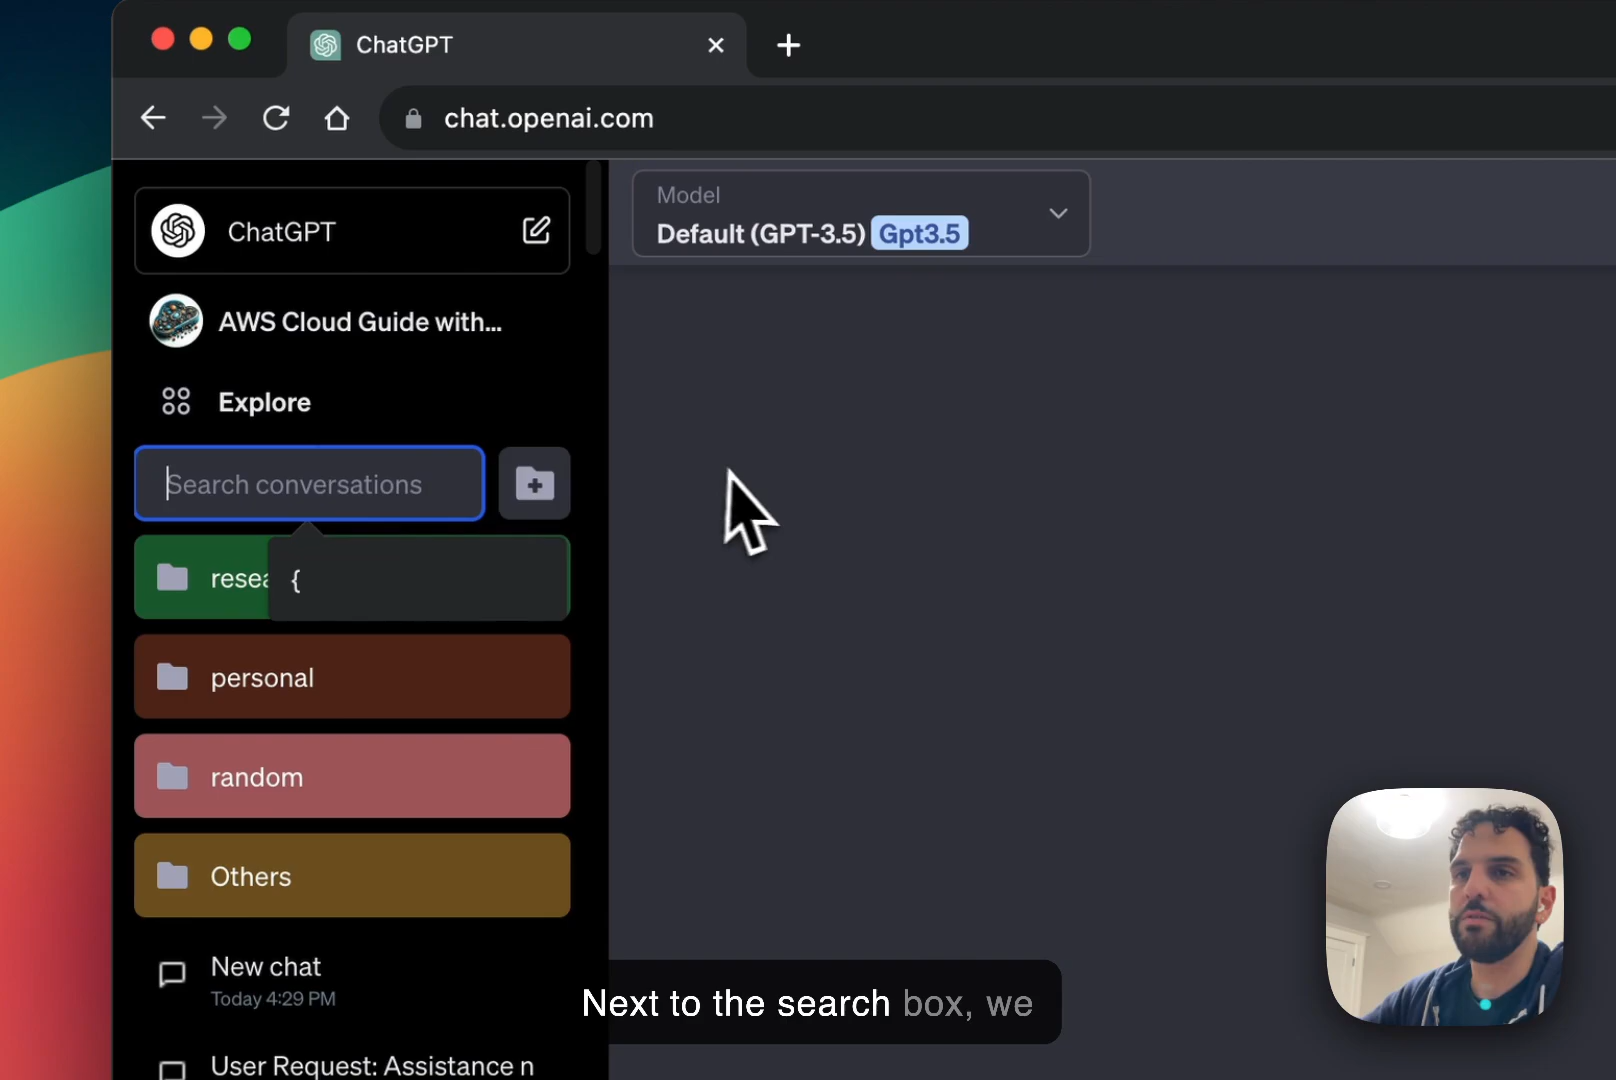 ChatGPT
chat.openai.com
ChatGPT
AWS Cloud Guide with...
Explore
Search conversations
resea
{
personal
random
Others
New chat
Today 4:29 PM
User Request: Assistance n
Model
Default (GPT-3.5) Gpt3.5
Next to the search box, we